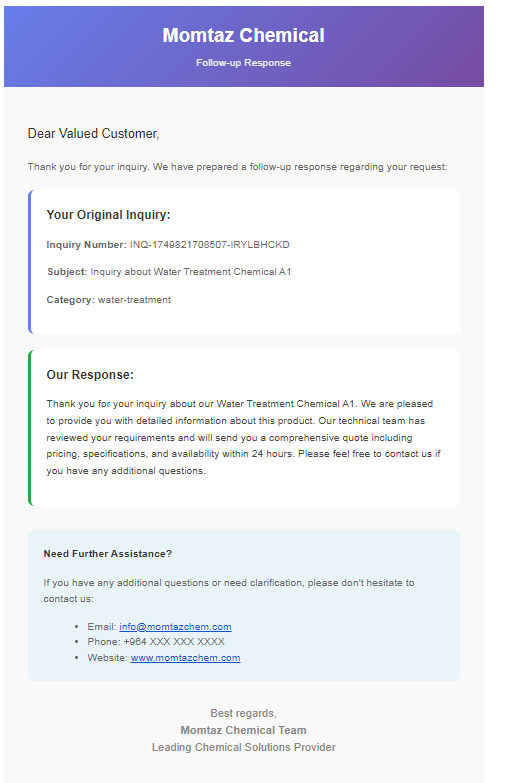 Momtaz Chemical
Follow-up Response
Dear Valued Customer,
Thank you for your inquiry. We have prepared a follow-up response regarding your request:
Your Original Inquiry:
Inquiry Number: INQ-1749821708507-IRYLBHCKD
Subject: Inquiry about Water Treatment Chemical A1
Category: water-treatment
Our Response:
Thank you for your inquiry about our Water Treatment Chemical A1. We are pleased
to provide you with detailed information about this product. Our technical team has
reviewed your requirements and will send you a comprehensive quote including
pricing, specifications, and availability within 24 hours. Please feel free to contact us if
you have any additional questions.
Need Further Assistance?
If you have any additional questions or need clarification, please don't hesitate to
contact us:
• Email: info@momtazchem.com
• Phone: +964 XXX XXX XXXX
• Website: www.momtazchem.com
Best regards,
Momtaz Chemical Team
Leading Chemical Solutions Provider